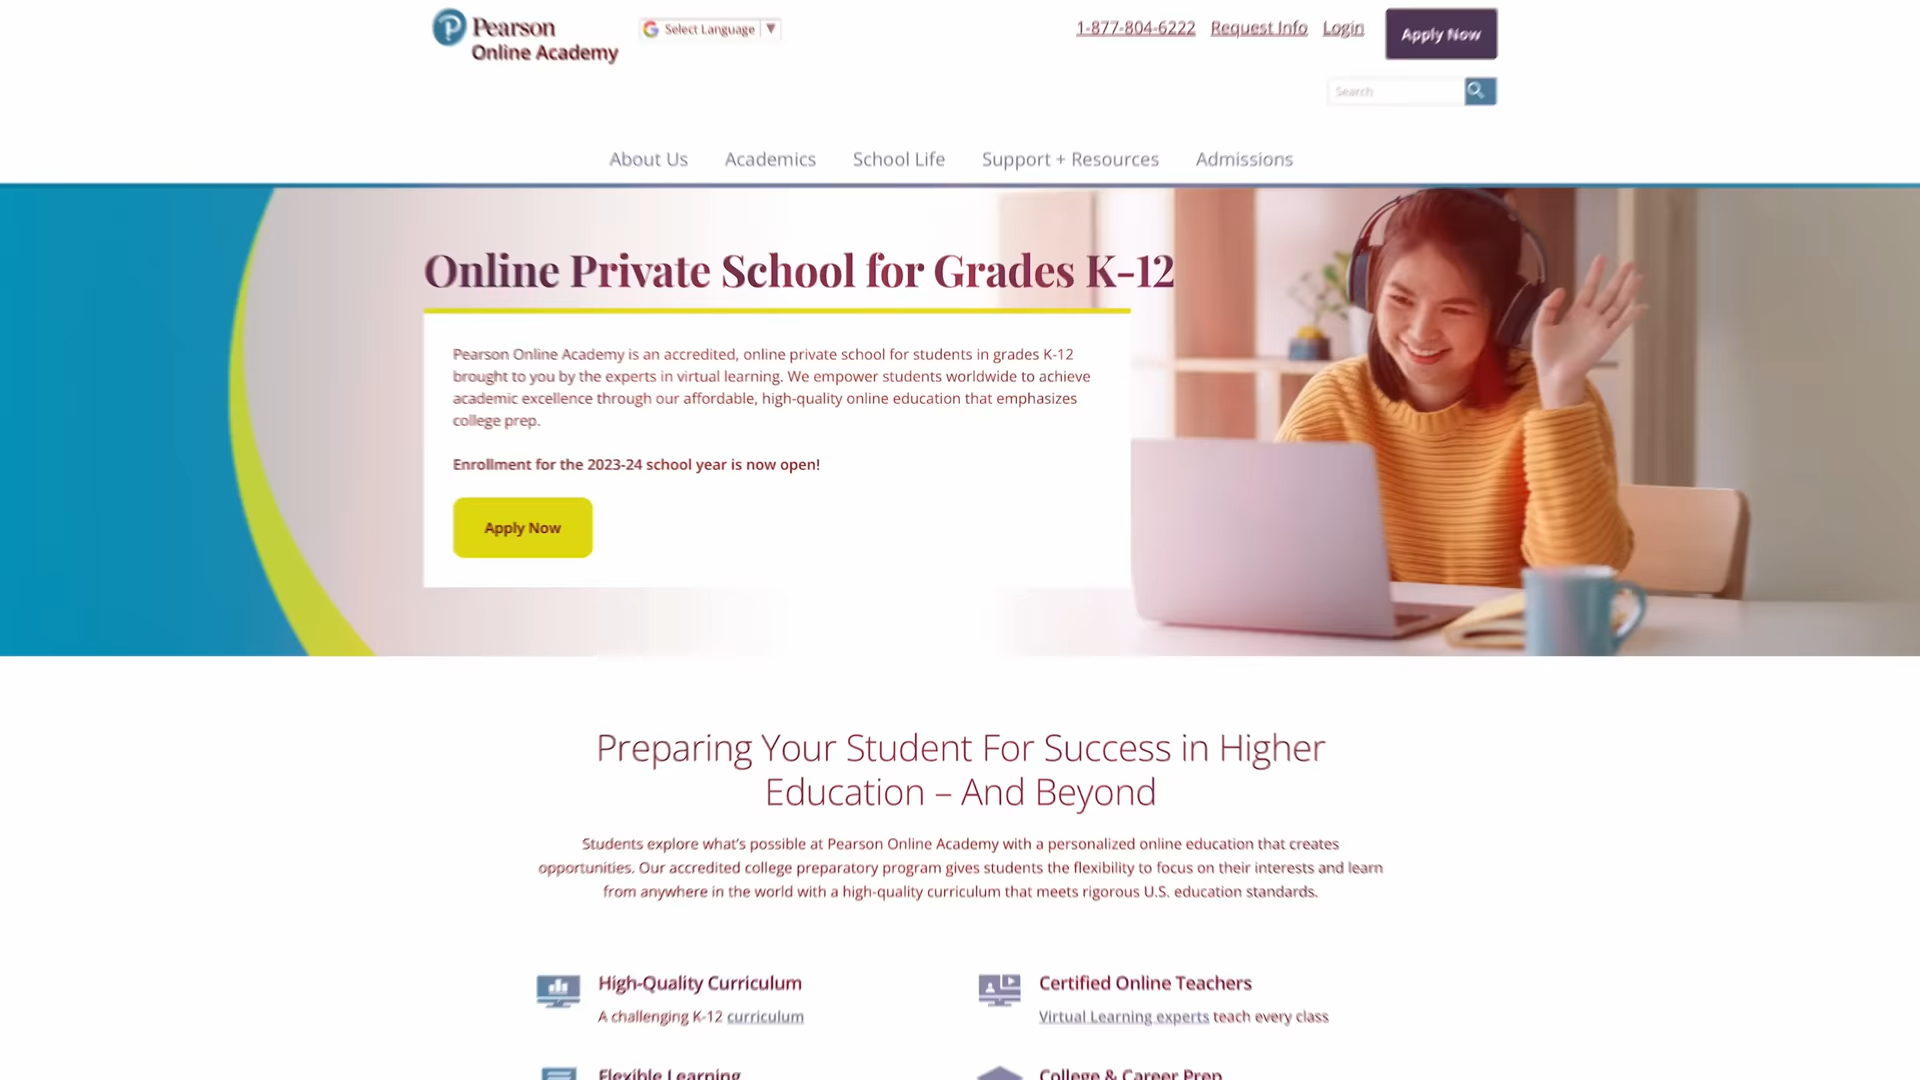 Pearson
Online Academy
Select Language ▼
1-877-804-6222 Request Info Login Apply Now
Search
About Us Academics School Life Support + Resources Admissions
Online Private School for Grades K-12
Pearson Online Academy is an accredited, online private school for students in grades K-12
brought to you by the experts in virtual learning. We empower students worldwide to achieve
academic excellence through our affordable, high-quality online education that emphasizes
college prep.
Enrollment for the 2023-24 school year is now open!
Apply Now
Preparing Your Student For Success in Higher
Education – And Beyond
Students explore what’s possible at Pearson Online Academy with a personalized online education that creates
opportunities. Our accredited college preparatory program gives students the flexibility to focus on their interests and learn
from anywhere in the world with a high-quality curriculum that meets rigorous U.S. education standards.
High-Quality Curriculum
A challenging K-12 curriculum
Certified Online Teachers
Virtual Learning experts teach every class
Flexible Learning
College & Career Prep